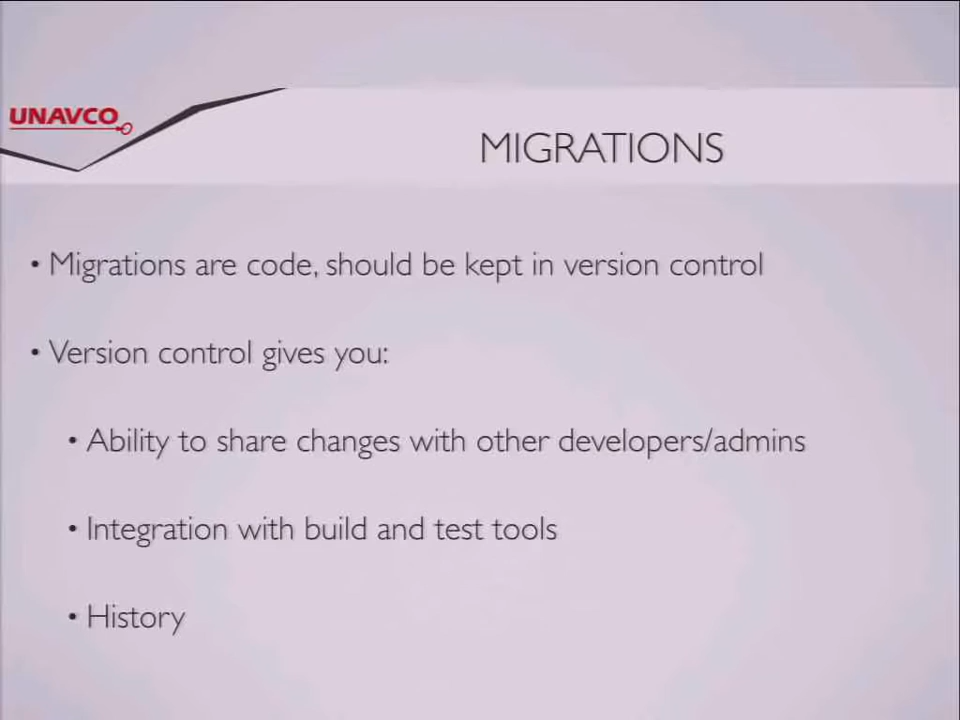 UNAVCO
MIGRATIONS
• Migrations are code, should be kept in version control
• Version control gives you:
• Ability to share changes with other developers/admins
• Integration with build and test tools
• History